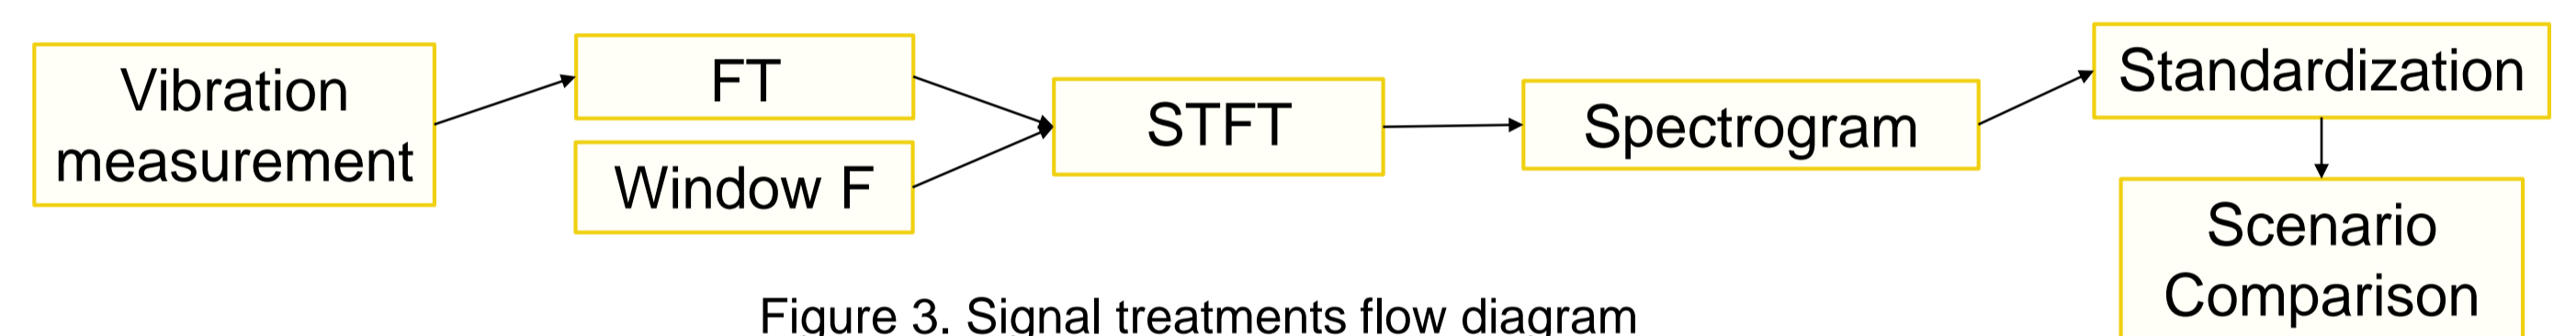 Vibration
measurement
FT
Window F
STFT
Spectrogram
Standardization
Scenario
Comparison
Figure 3. Signal treatments flow diagram